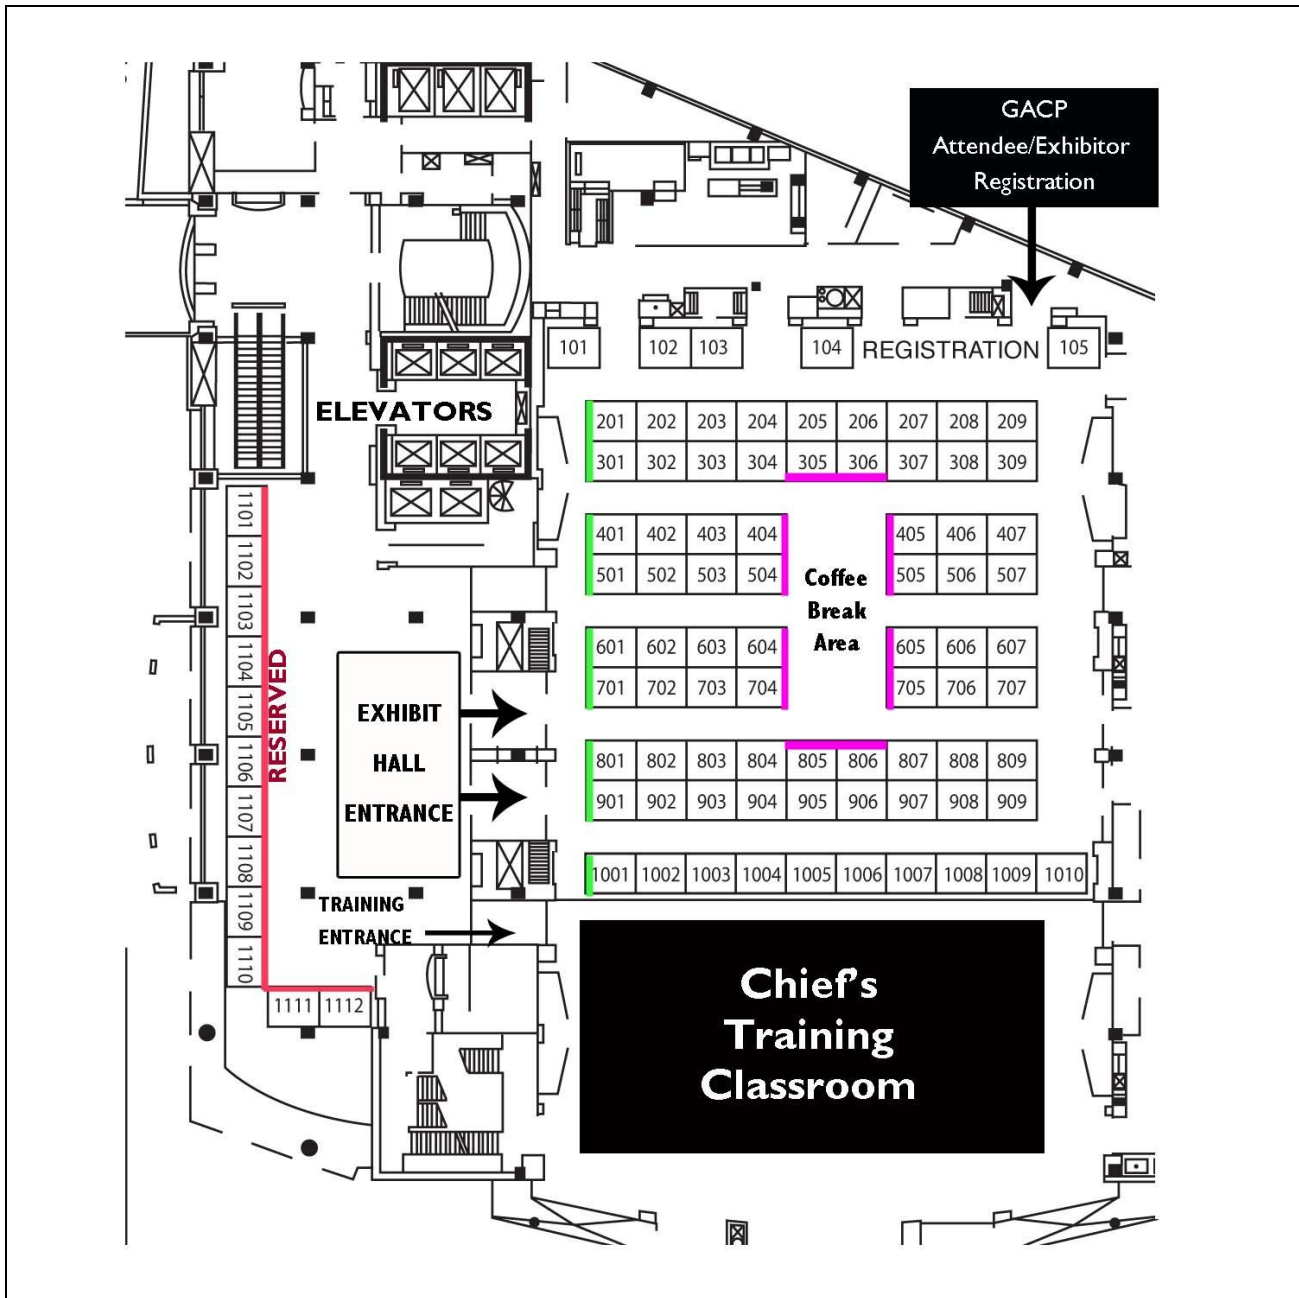 GACP
Attendee/Exhibitor
Registration
101 102 103 104 REGISTRATION 105
ELEVATORS
201 202 203 204 205 206 207 208 209
301 302 303 304 305 306 307 308 309
401 402 403 404 405 406 407
501 502 503 504 505 506 507
Coffee
Break
Area
601 602 603 604 605 606 607
701 702 703 704 705 706 707
801 802 803 804 805 806 807 808 809
901 902 903 904 905 906 907 908 909
1001 1002 1003 1004 1005 1006 1007 1008 1009 1010
1101
1102
1103
1104
1105
1106
1107
1108
1109
1110
1111 1112
RESERVED
EXHIBIT
HALL
ENTRANCE
TRAINING
ENTRANCE
Chief's
Training
Classroom